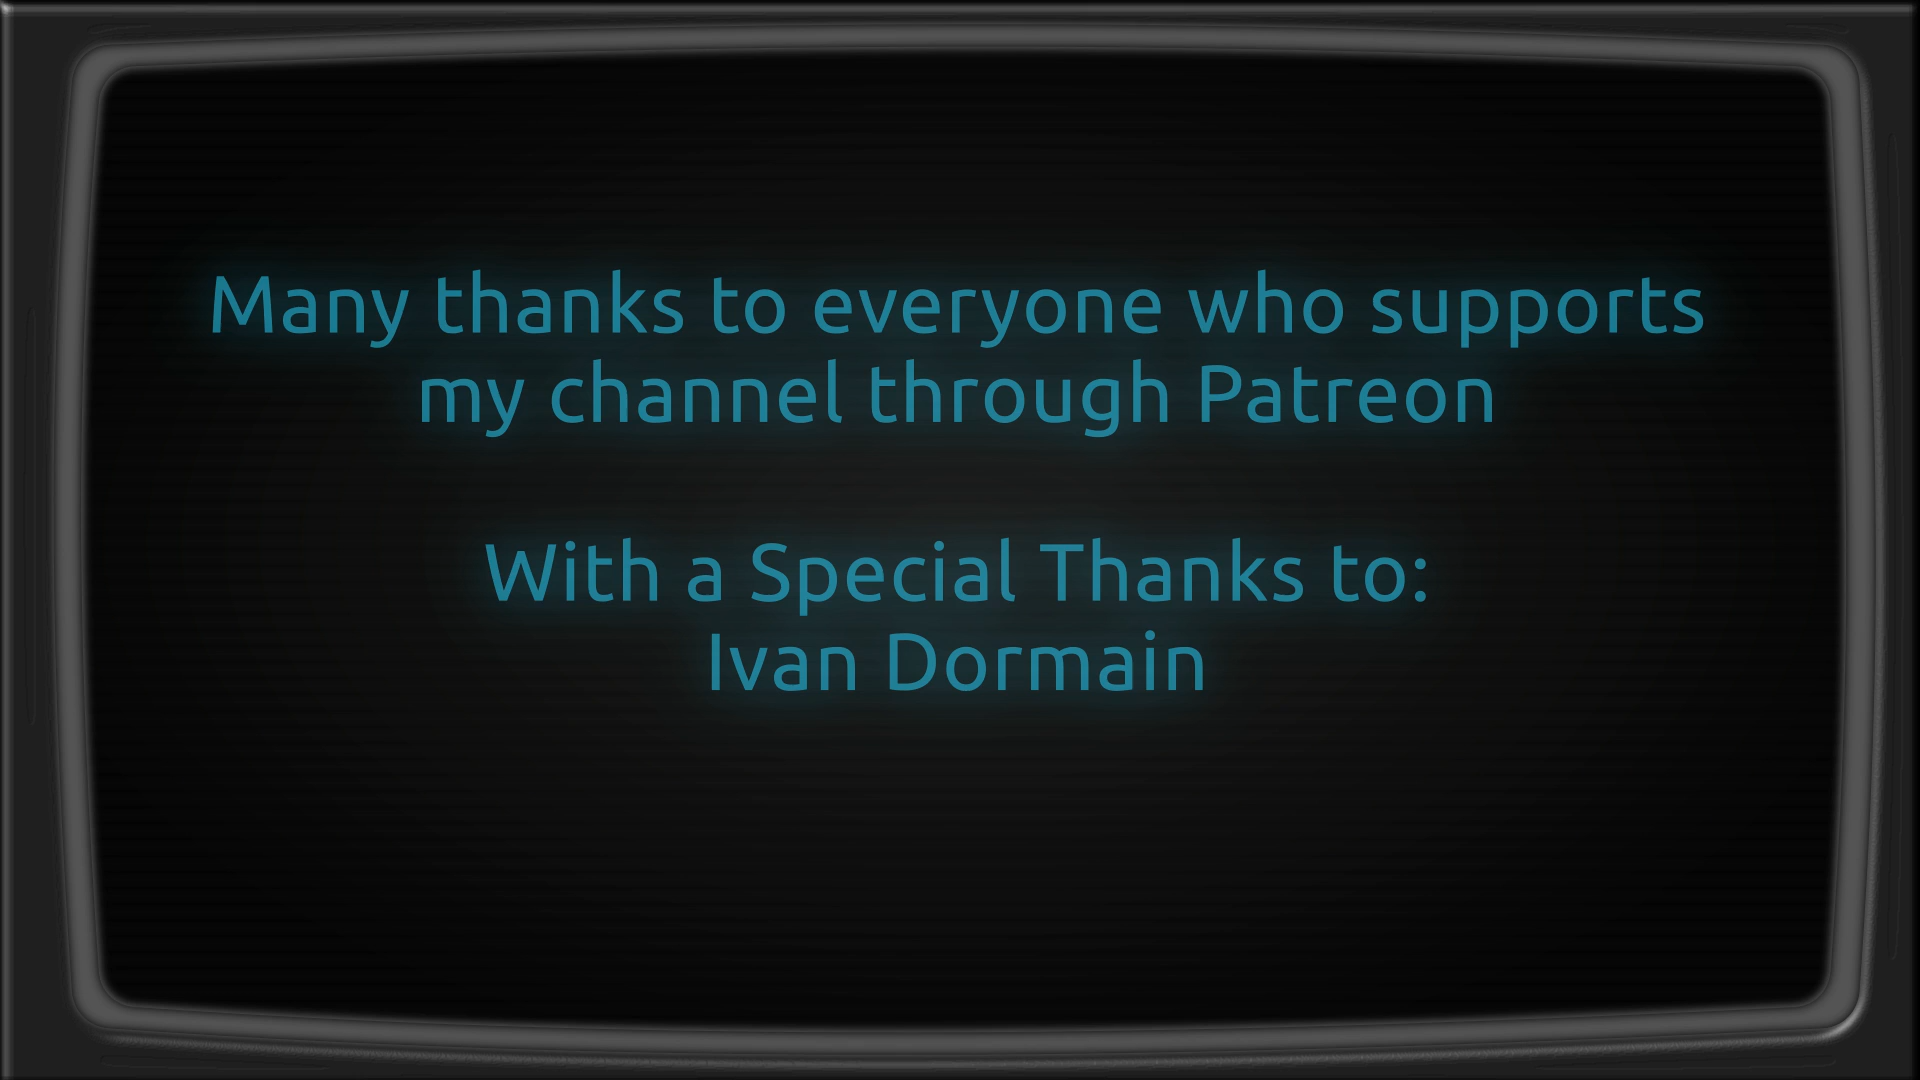 Many thanks to everyone who supports
my channel through Patreon
With a Special Thanks to:
Ivan Dormain